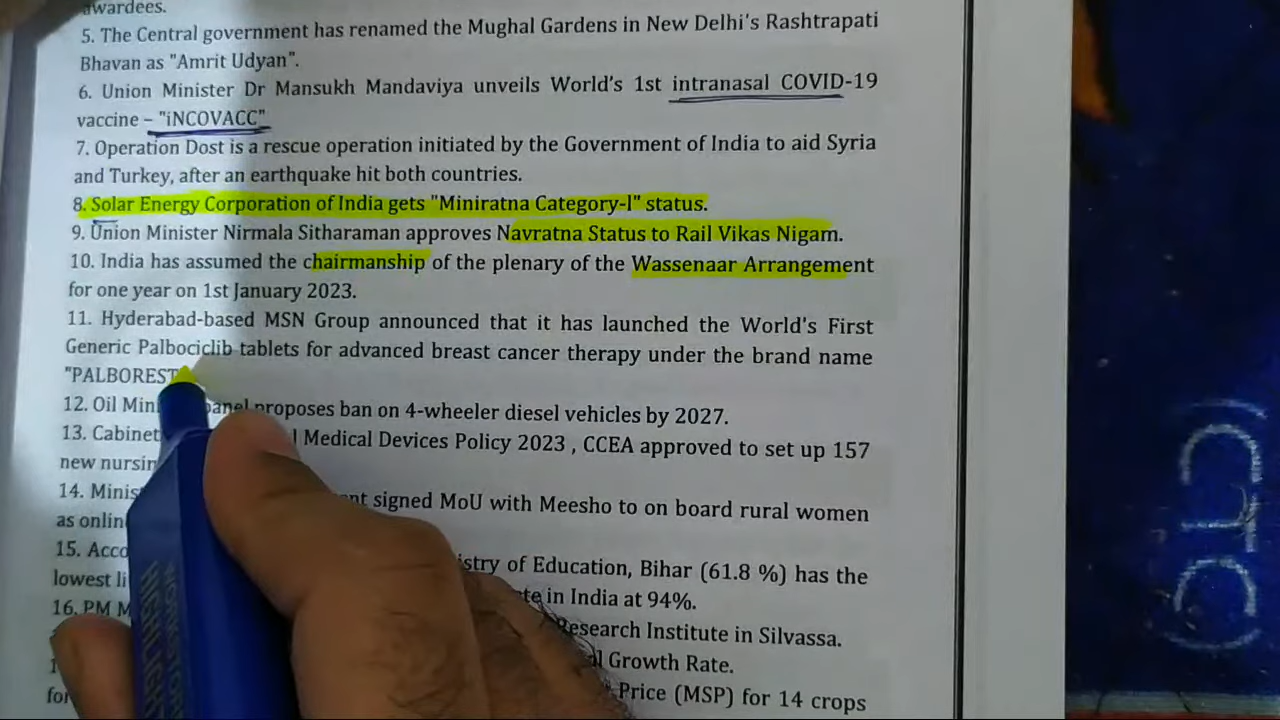 awardees.
5. The Central government has renamed the Mughal Gardens in New Delhi's Rashtrapati
Bhavan as "Amrit Udyan".
6. Union Minister Dr Mansukh Mandaviya unveils World's 1st intranasal COVID-19
vaccine – "iNCOVACC"
7. Operation Dost is a rescue operation initiated by the Government of India to aid Syria
and Turkey, after an earthquake hit both countries.
8. Solar Energy Corporation of India gets "Miniratna Category-I" status.
9. Union Minister Nirmala Sitharaman approves Navratna Status to Rail Vikas Nigam.
10. India has assumed the chairmanship of the plenary of the Wassenaar Arrangement
for one year on 1st January 2023.
11. Hyderabad-based MSN Group announced that it has launched the World's First
Generic Palbociclib tablets for advanced breast cancer therapy under the brand name
"PALBOREST
12. Oil panel proposes ban on 4-wheeler diesel vehicles by 2027.
13. Cabinet Medical Devices Policy 2023 , CCEA approved to set up 157
new
14. signed MoU with Meesho to on board rural women
as
15. of Education, Bihar (61.8 %) has the
lowest in India at 94%.
16. PM Research Institute in Silvassa.
Growth Rate.
for Price (MSP) for 14 crops